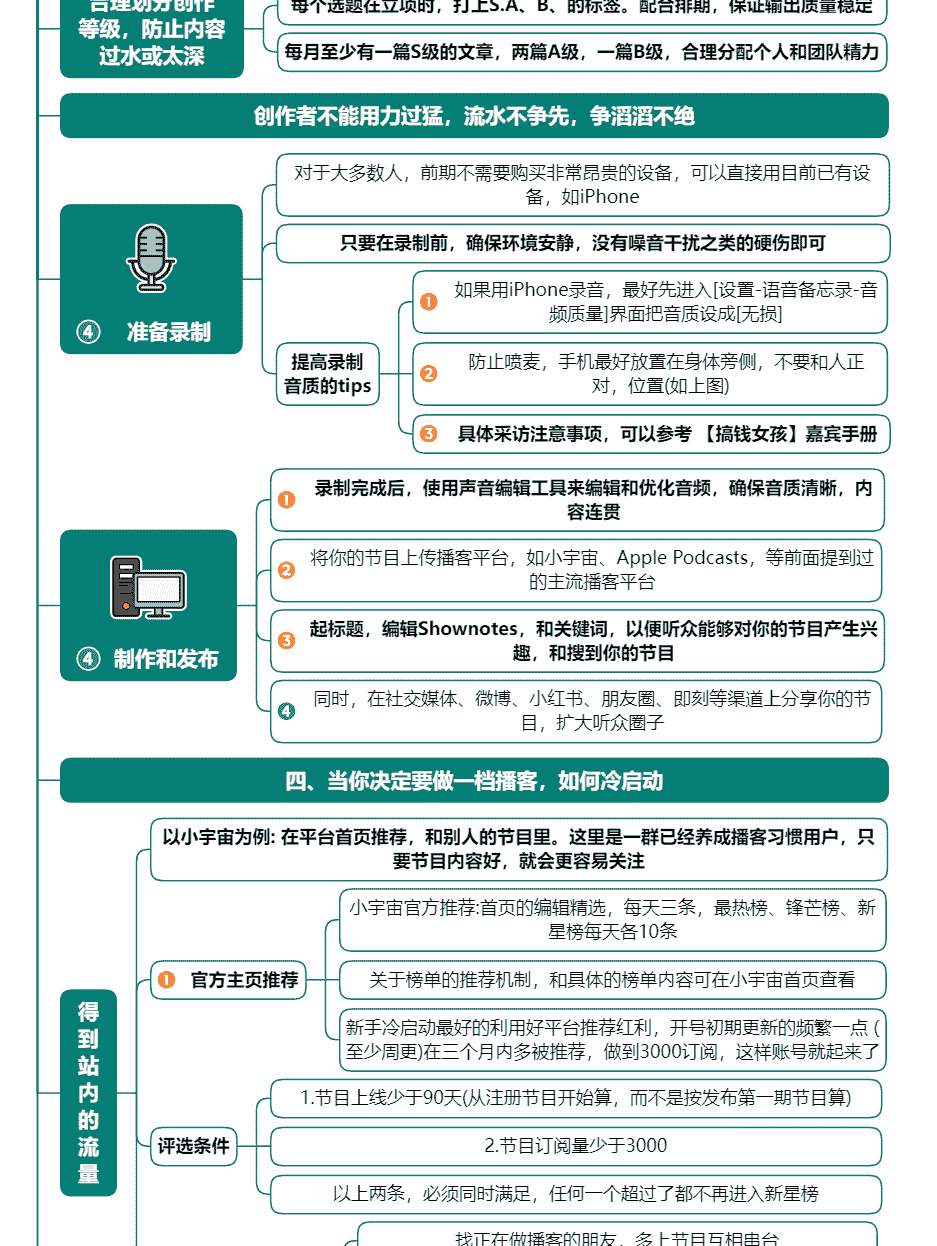 合理划分创作
等级，防止内容
过水或太深
每个选题在立项时，打上S.A、B、的标签。配合排期，保证输出质量稳定
每月至少有一篇S级的文章，两篇A级，一篇B级，合理分配个人和团队精力
创作者不能用力过猛，流水不争先，争滔滔不绝
④ 准备录制
对于大多数人，前期不需要购买非常昂贵的设备，可以直接用目前已有设
备，如iPhone
只要在录制前，确保环境安静，没有噪音干扰之类的硬伤即可
提高录制
音质的tips
❶ 如果用iPhone录音，最好先进入[设置-语音备忘录-音
频质量]界面把音质设成[无损]
❷ 防止喷麦，手机最好放置在身体旁侧，不要和人正
对，位置(如上图)
❸ 具体采访注意事项，可以参考 【搞钱女孩】嘉宾手册
④ 制作和发布
❶ 录制完成后，使用声音编辑工具来编辑和优化音频，确保音质清晰，内
容连贯
❷ 将你的节目上传播客平台，如小宇宙、Apple Podcasts，等前面提到过
的主流播客平台
❸ 起标题，编辑Shownotes，和关键词，以便听众能够对你的节目产生兴
趣，和搜到你的节目
❹ 同时，在社交媒体、微博、小红书、朋友圈、即刻等渠道上分享你的节
目，扩大听众圈子
四、当你决定要做一档播客，如何冷启动
得到站内的流量
以小宇宙为例: 在平台首页推荐，和别人的节目里。这里是一群已经养成播客习惯用户，只
要节目内容好，就会更容易关注
❶ 官方主页推荐
小宇宙官方推荐:首页的编辑精选，每天三条，最热榜、锋芒榜、新
星榜每天各10条
关于榜单的推荐机制，和具体的榜单内容可在小宇宙首页查看
新手冷启动最好的利用好平台推荐红利，开号初期更新的频繁一点 (
至少周更)在三个月内多被推荐，做到3000订阅，这样账号就起来了
评选条件
1.节目上线少于90天(从注册节目开始算，而不是按发布第一期节目算)
2.节目订阅量少于3000
以上两条，必须同时满足，任何一个超过了都不再进入新星榜
找正在做播客的朋友，多上节目互相串台